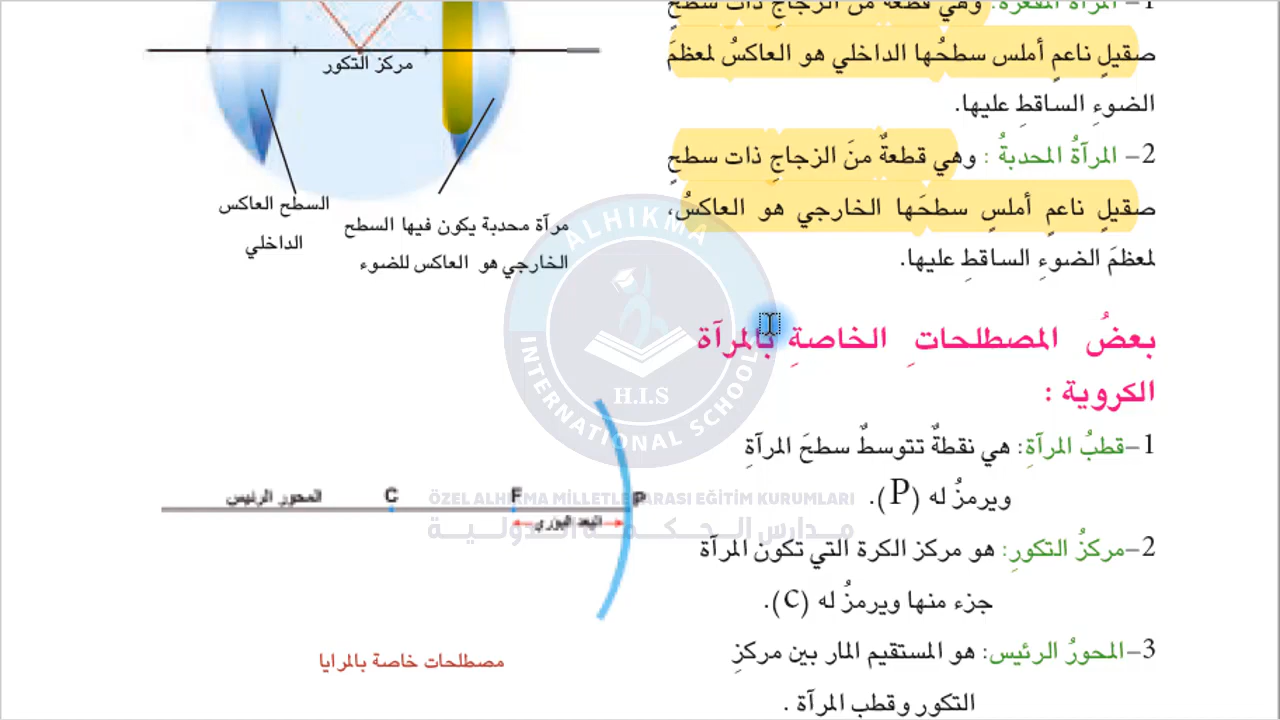 1- المرآة المقعرة: وهي قطعة من الزجاج ذات سطح
صقيلٍ ناعمٍ أملس سطحُها الداخلي هو العاكسُ لمعظمَ
الضوءِ الساقطِ عليها.
2- المرآةُ المحدبةُ : وهي قطعةٌ منَ الزجاجِ ذات سطحٍ
صقيلٍ ناعمٍ أملسٍ سطحَها الخارجي هو العاكسُ،
لمعظمَ الضوءِ الساقطِ عليها.
بعضُ المصطلحاتِ الخاصةِ بالمرآة
الكروية :
1-قطبُ المرآةِ: هي نقطةٌ تتوسطٌ سطحَ المرآةِ
ويرمزُ له (P).
2-مركزُ التكورِ: هو مركز الكرة التي تكون المرآة
جزء منها ويرمزُ له (C).
3-المحورُ الرئيس: هو المستقيم المار بين مركزِ
التكور وقطب المرآة .
مركز التكور
السطح العاكس
الداخلي
مرآة محدبة يكون فيها السطح
الخارجي هو العاكس للضوء
المحور الرئيس
C
F
P
البعد البؤري
مصطلحات خاصة بالمرايا
ALHIKMA
INTERNATIONAL SCHOOL
H.I.S
ÖZEL ALHIKMA MİLLETLERARASI EĞİTİM KURUMLARI
مدارس الحكمة الدولية